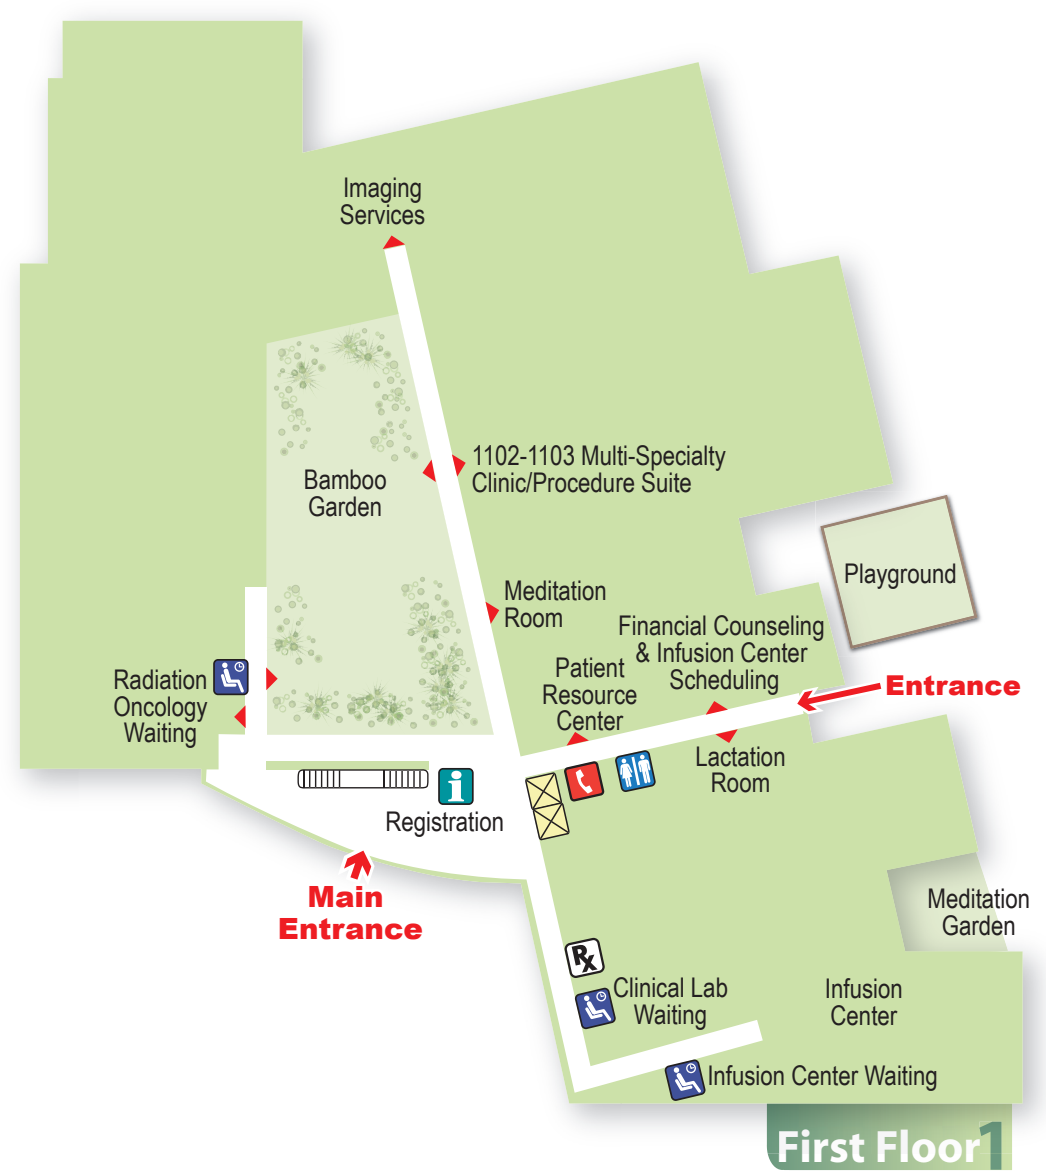 Imaging
Services
1102-1103 Multi-Specialty
Clinic/Procedure Suite
Bamboo
Garden
Playground
Meditation
Room
Financial Counseling
& Infusion Center
Scheduling
Patient
Resource
Center
Entrance
Radiation
Oncology
Waiting
Lactation
Room
i
Registration
Main
Entrance
Meditation
Garden
Rx
Clinical Lab
Waiting
Infusion
Center
Infusion Center Waiting
First Floor 1